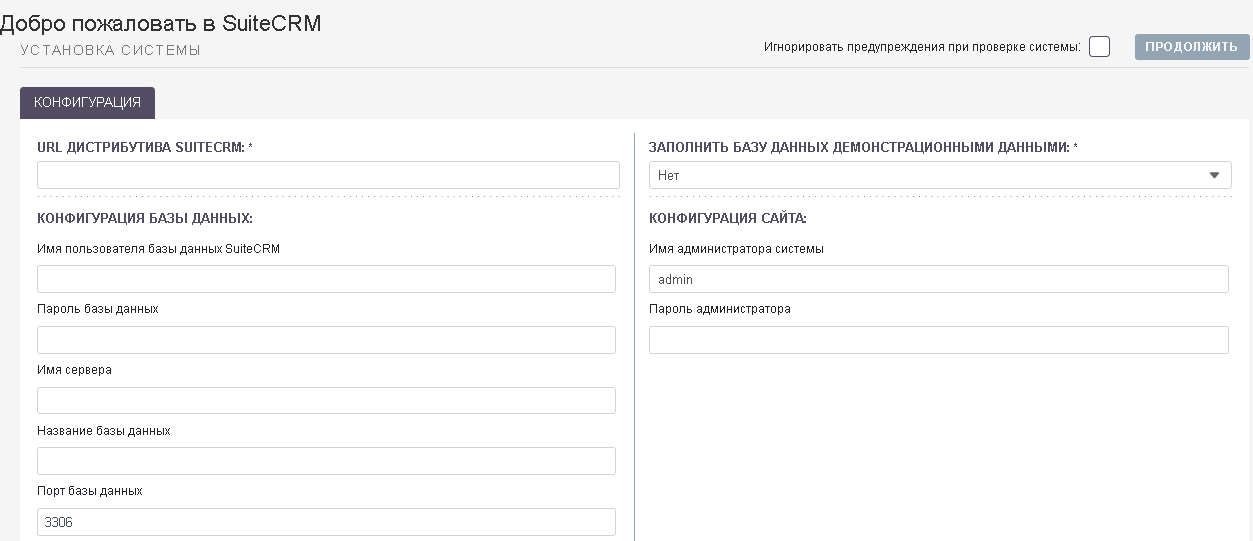 Добро пожаловать в SuiteCRM
УСТАНОВКА СИСТЕМЫ
Игнорировать предупреждения при проверке системы:
ПРОДОЛЖИТЬ
КОНФИГУРАЦИЯ
URL ДИСТРИБУТИВА SUITECRM: *
ЗАПОЛНИТЬ БАЗУ ДАННЫХ ДЕМОНСТРАЦИОННЫМИ ДАННЫМИ: *
Нет
КОНФИГУРАЦИЯ БАЗЫ ДАННЫХ:
Имя пользователя базы данных SuiteCRM
Пароль базы данных
Имя сервера
Название базы данных
Порт базы данных
3306
КОНФИГУРАЦИЯ САЙТА:
Имя администратора системы
admin
Пароль администратора